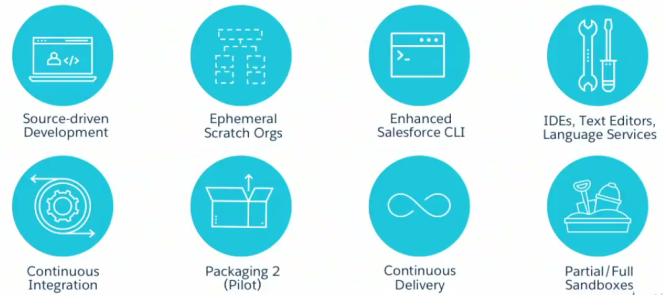 Source-driven
Development
Ephemeral
Scratch Orgs
Enhanced
Salesforce CLI
IDEs, Text Editors,
Language Services
Continuous
Integration
Packaging 2
(Pilot)
Continuous
Delivery
Partial/Full
Sandboxes